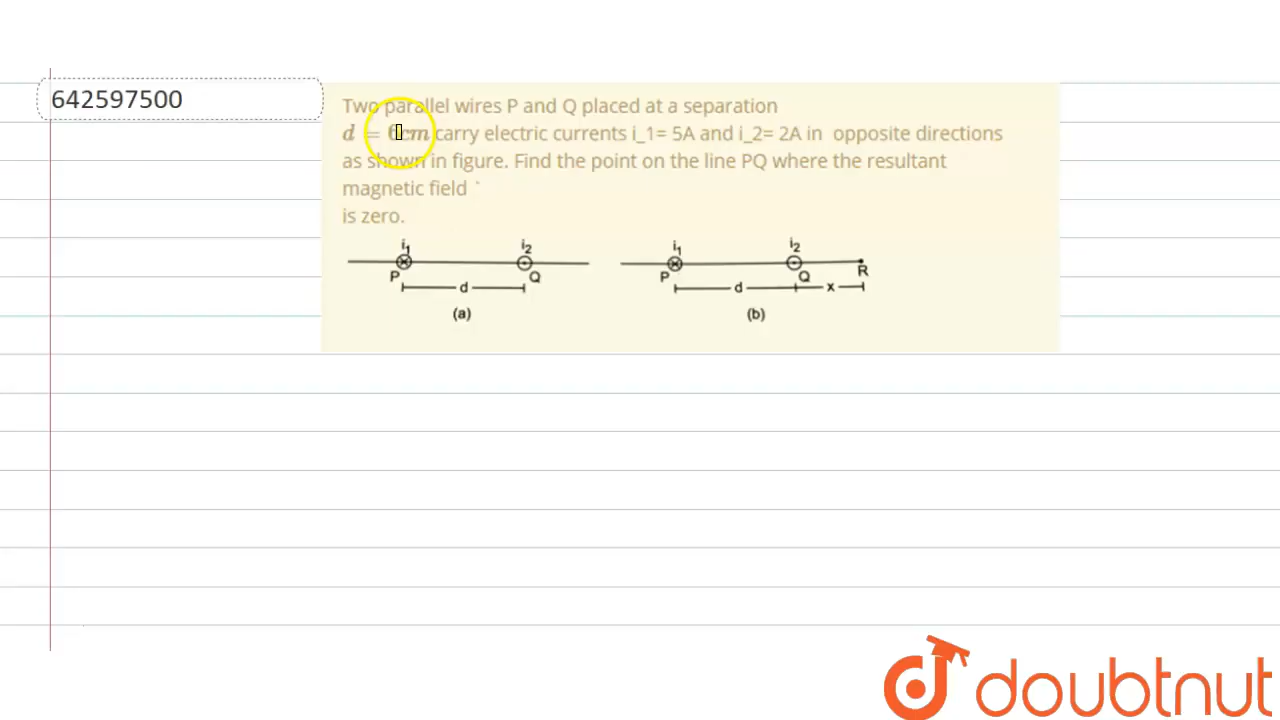 642597500
Two parallel wires P and Q placed at a separation
d = 6cm carry electric currents i_1= 5A and i_2= 2A in opposite directions
as shown in figure. Find the point on the line PQ where the resultant
magnetic field `
is zero.
i₁ i₂ i₁ i₂
P Q P Q R
d d x
(a) (b)
doubtnut